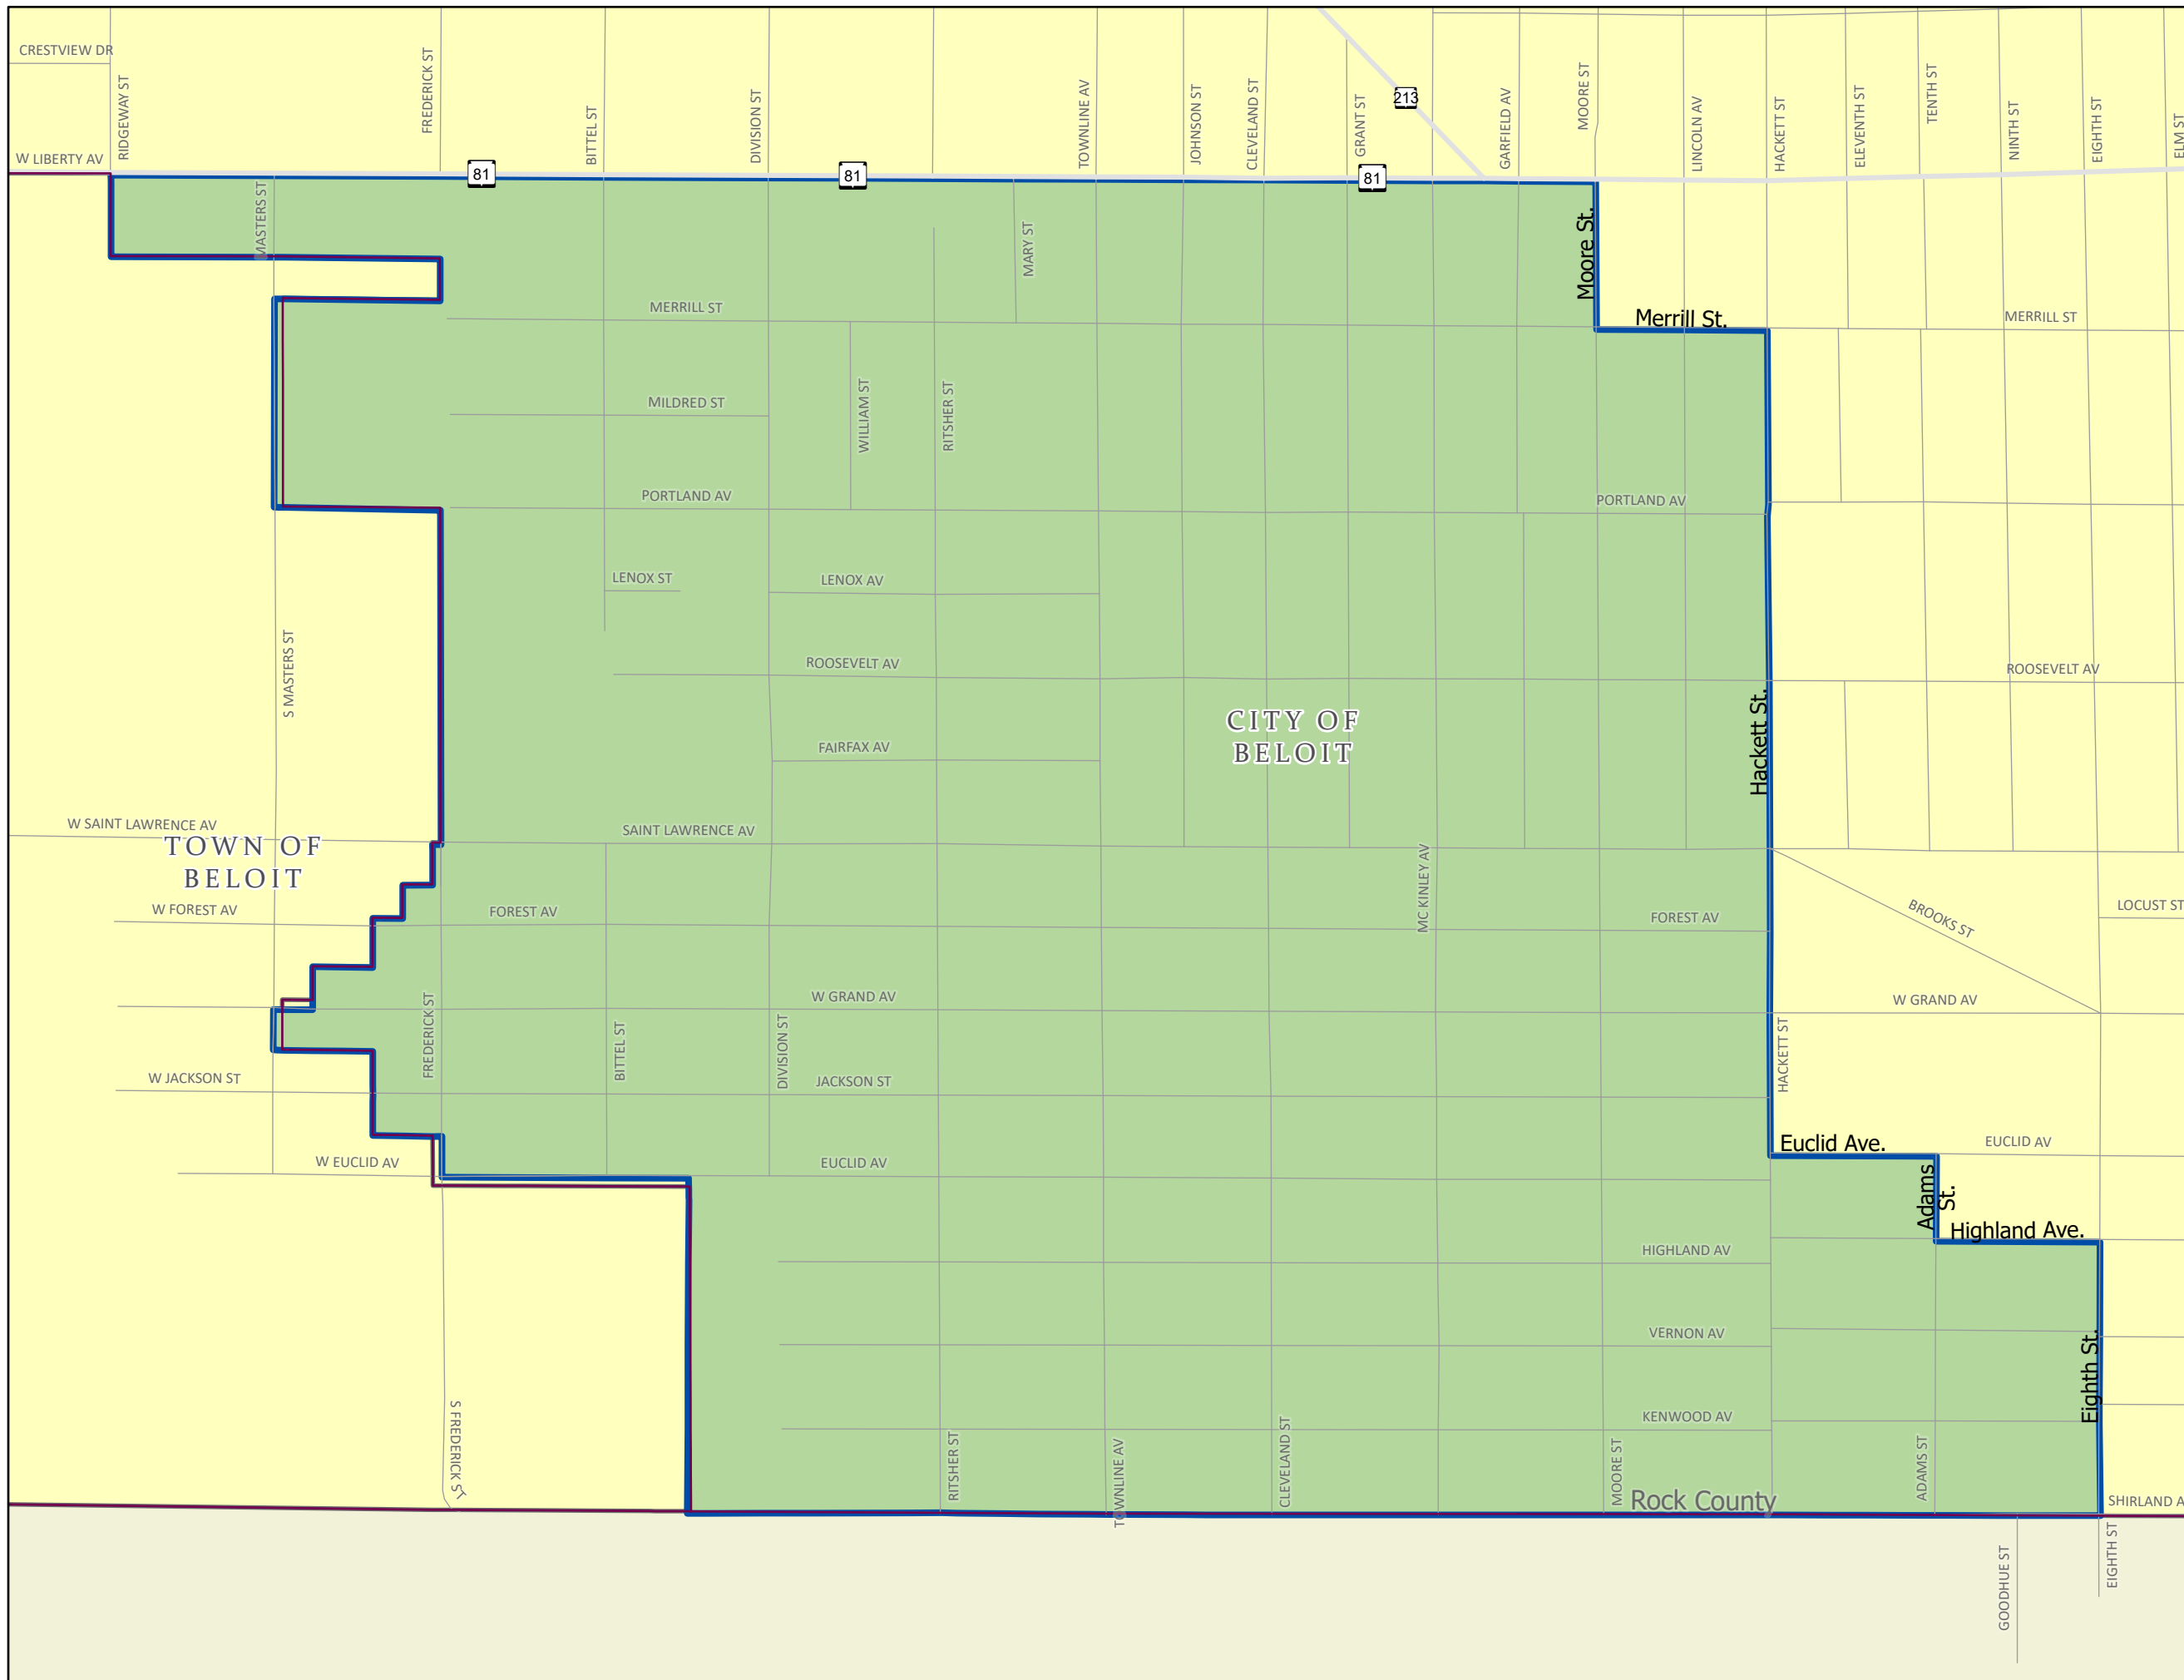 CRESTVIEW DR
RIDGEWAY ST
FREDERICK ST
BITTEL ST
DIVISION ST
TOWNLINE AV
JOHNSON ST
CLEVELAND ST
GRANT ST
213
GARFIELD AV
MOORE ST
LINCOLN AV
HACKETT ST
ELEVENTH ST
TENTH ST
NINTH ST
EIGHTH ST
ELM ST
W LIBERTY AV
81
81
81
MASTERS ST
MARY ST
Moore St.
MERRILL ST
Merrill St.
MERRILL ST
MILDRED ST
WILLIAM ST
RITSHER ST
PORTLAND AV
PORTLAND AV
LENOX ST
LENOX AV
S MASTERS ST
ROOSEVELT AV
ROOSEVELT AV
CITY OF
BELOIT
Hackett St.
FAIRFAX AV
W SAINT LAWRENCE AV
SAINT LAWRENCE AV
TOWN OF
BELOIT
MC KINLEY AV
W FOREST AV
FOREST AV
FOREST AV
BROOKS ST
LOCUST ST
W GRAND AV
W GRAND AV
FREDERICK ST
BITTEL ST
DIVISION ST
HACKETT ST
W JACKSON ST
JACKSON ST
Euclid Ave.
EUCLID AV
W EUCLID AV
EUCLID AV
Adams
St.
Highland Ave.
HIGHLAND AV
VERNON AV
Eighth St.
KENWOOD AV
S FREDERICK ST
RITSHER ST
TOWNLINE AV
CLEVELAND ST
MOORE ST
ADAMS ST
Rock County
SHIRLAND A
EIGHTH ST
GOODHUE ST